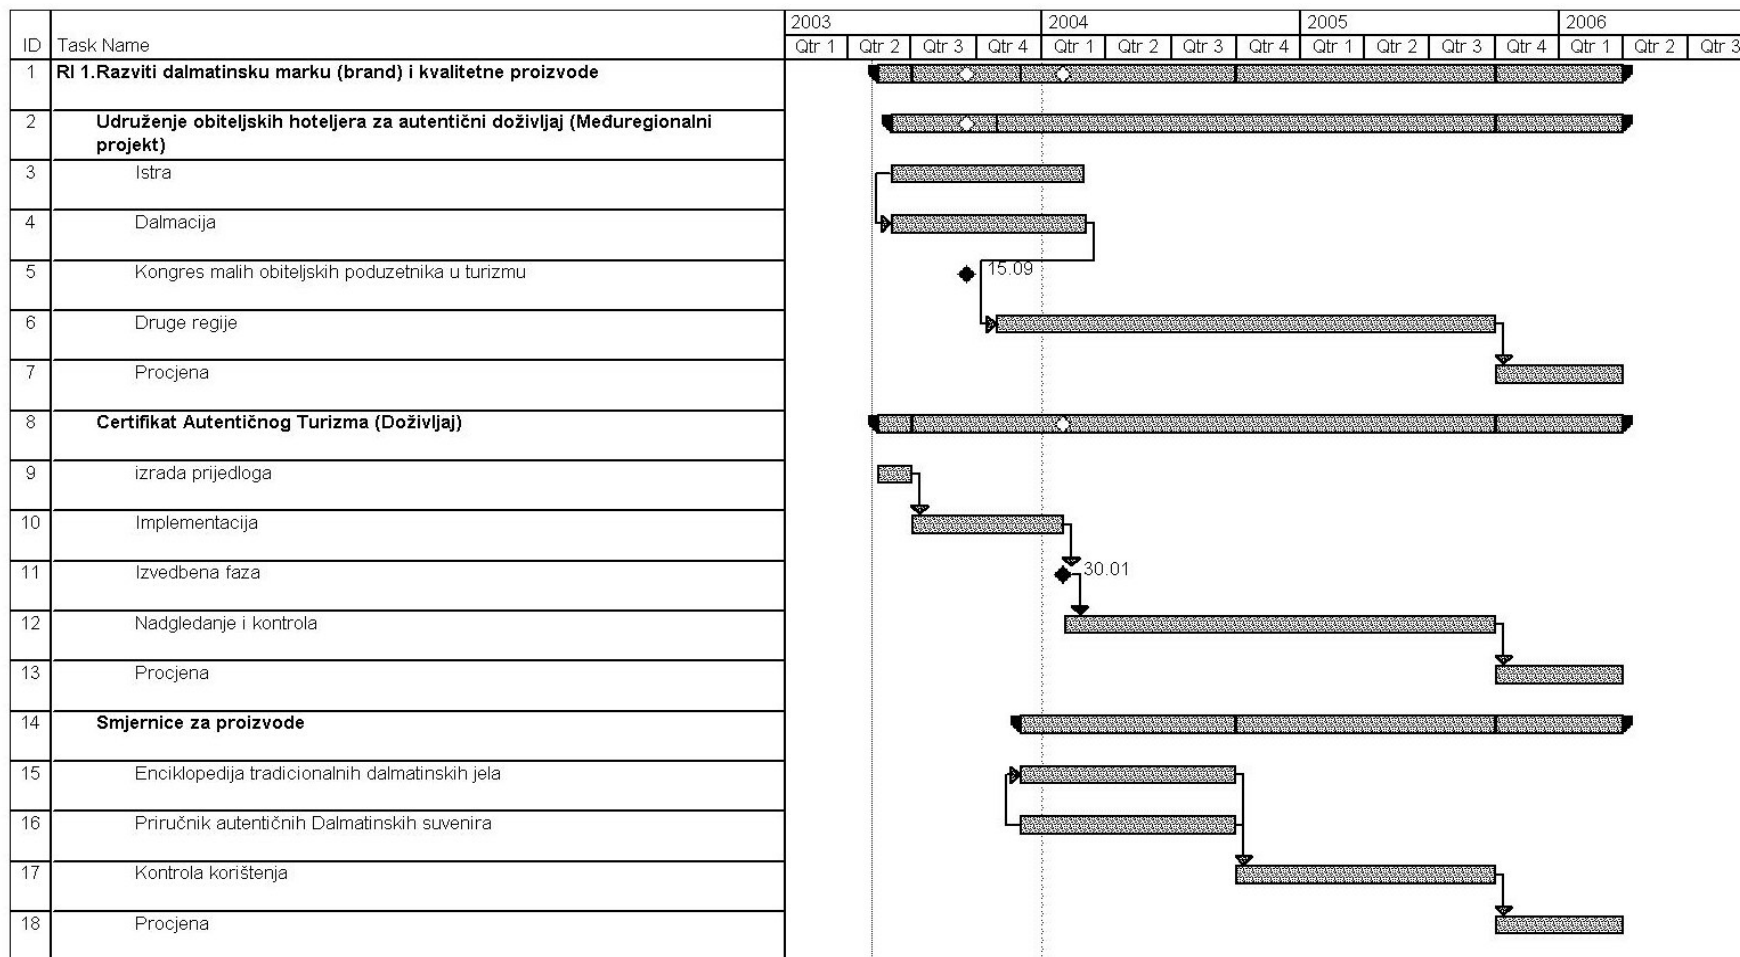 2003 2004 2005 2006
ID Task Name Qtr 1 Qtr 2 Qtr 3 Qtr 4 Qtr 1 Qtr 2 Qtr 3 Qtr 4 Qtr 1 Qtr 2 Qtr 3 Qtr 4 Qtr 1 Qtr 2 Qtr 3
1 RI 1.Razviti dalmatinsku marku (brand) i kvalitetne proizvode
2 Udruženje obiteljskih hoteljera za autentični doživljaj (Međuregionalni
projekt)
3 Istra
4 Dalmacija
5 Kongres malih obiteljskih poduzetnika u turizmu 15.09
6 Druge regije
7 Procjena
8 Certifikat Autentičnog Turizma (Doživljaj)
9 izrada prijedloga
10 Implementacija
11 Izvedbena faza 30.01
12 Nadgledanje i kontrola
13 Procjena
14 Smjernice za proizvode
15 Enciklopedija tradicionalnih dalmatinskih jela
16 Priručnik autentičnih Dalmatinskih suvenira
17 Kontrola korištenja
18 Procjena